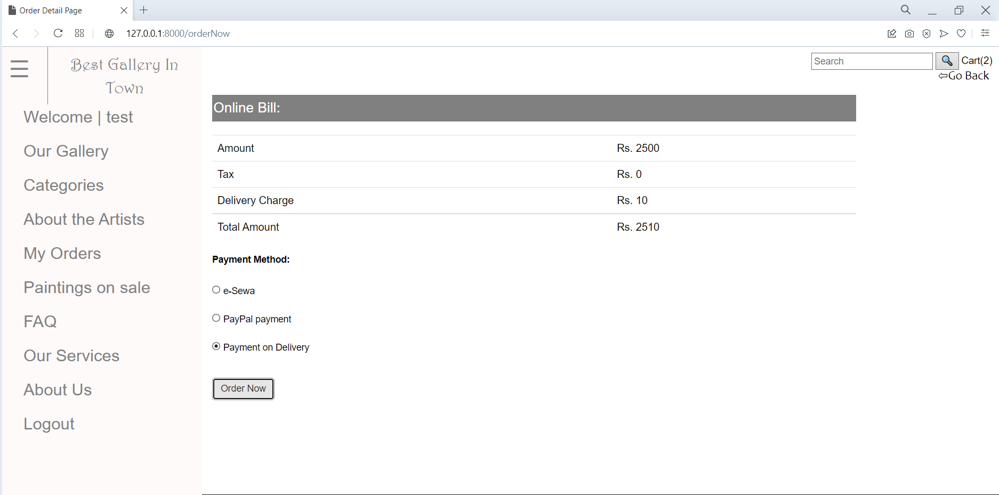 Order Detail Page
127.0.0.1:8000/orderNow
Best Gallery In
Town
Search
Cart(2)
⇦Go Back
Welcome | test
Our Gallery
Categories
About the Artists
My Orders
Paintings on sale
FAQ
Our Services
About Us
Logout
Online Bill:
Amount Rs. 2500
Tax Rs. 0
Delivery Charge Rs. 10
Total Amount Rs. 2510
Payment Method:
e-Sewa
PayPal payment
Payment on Delivery
Order Now